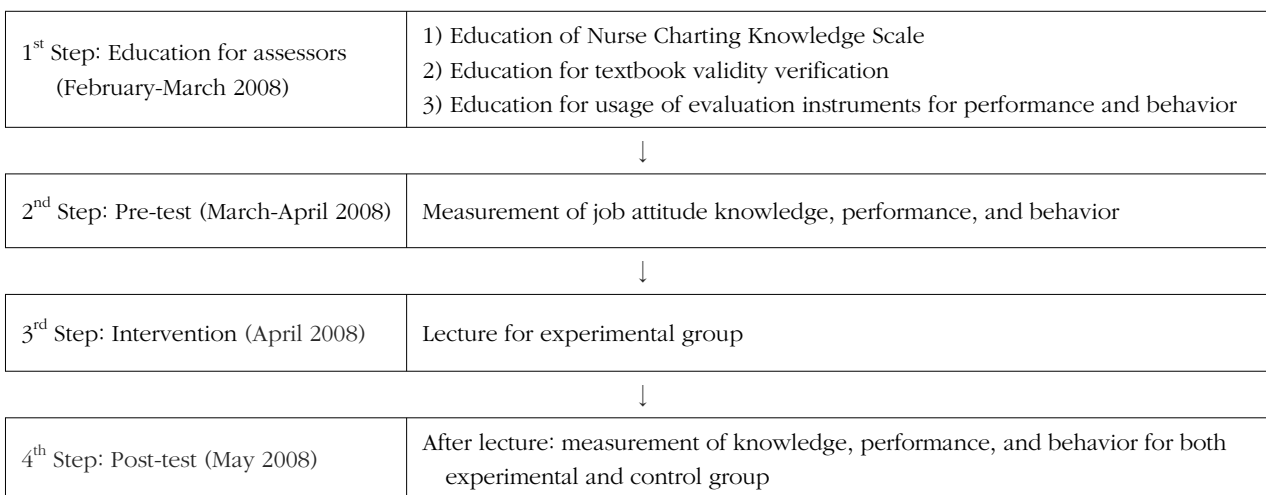 1st Step: Education for assessors
(February-March 2008)
1) Education of Nurse Charting Knowledge Scale
2) Education for textbook validity verification
3) Education for usage of evaluation instruments for performance and behavior
↓
2nd Step: Pre-test (March-April 2008)
Measurement of job attitude knowledge, performance, and behavior
↓
3rd Step: Intervention (April 2008)
Lecture for experimental group
↓
4th Step: Post-test (May 2008)
After lecture: measurement of knowledge, performance, and behavior for both
experimental and control group